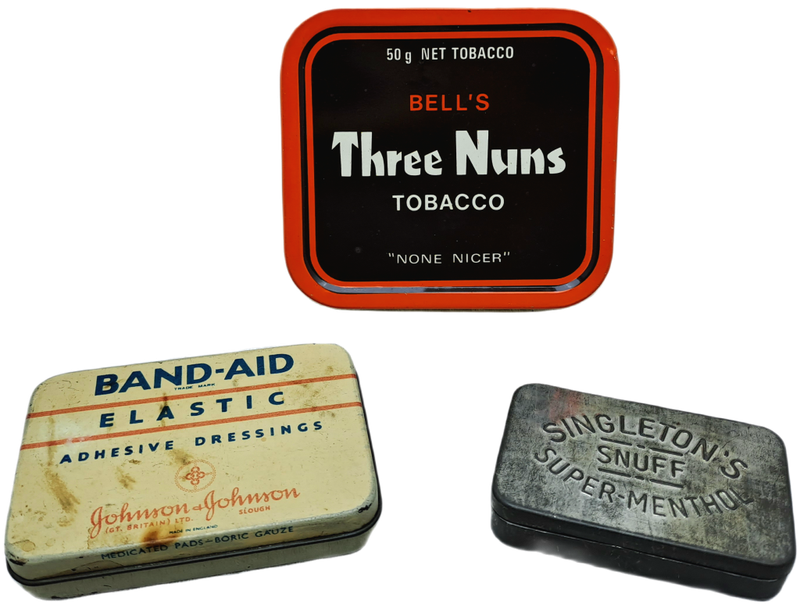 50g NET TOBACCO
BELL'S
Three Nuns
TOBACCO
"NONE NICER"
BAND-AID
TRADE MARK
ELASTIC
ADHESIVE DRESSINGS
Johnson & Johnson
(GT. BRITAIN) LTD. SLOUGH
MADE IN ENGLAND
MEDICATED PADS-BORIC GAUZE
SINGLETON'S
SNUFF
SUPER-MENTHOL